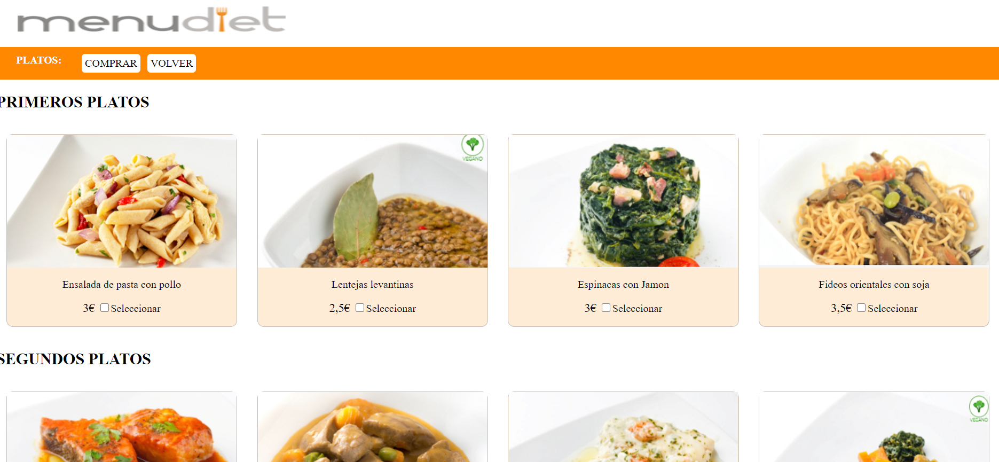 menudiet
PLATOS: COMPRAR VOLVER
PRIMEROS PLATOS
VEGANO
Ensalada de pasta con pollo
3€ Seleccionar
Lentejas levantinas
2,5€ Seleccionar
Espinacas con Jamon
3€ Seleccionar
Fideos orientales con soja
3,5€ Seleccionar
SEGUNDOS PLATOS
VEGANO